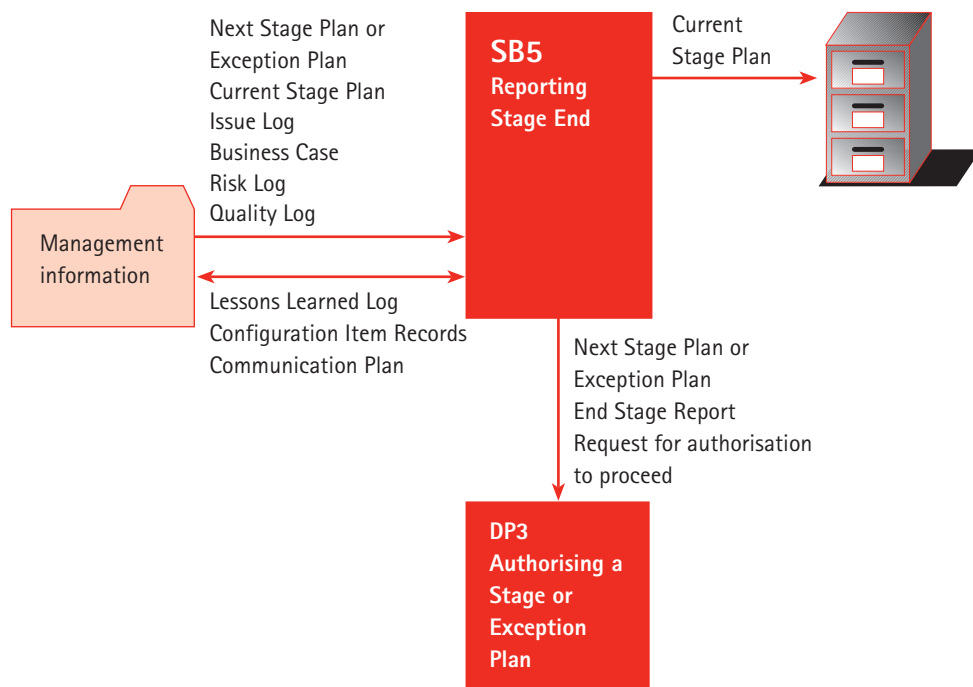 Next Stage Plan or
Exception Plan
Current Stage Plan
Issue Log
Business Case
Risk Log
Quality Log
SB5
Reporting
Stage End
Current
Stage Plan
Management
information
Lessons Learned Log
Configuration Item Records
Communication Plan
Next Stage Plan or
Exception Plan
End Stage Report
Request for authorisation
to proceed
DP3
Authorising a
Stage or
Exception
Plan